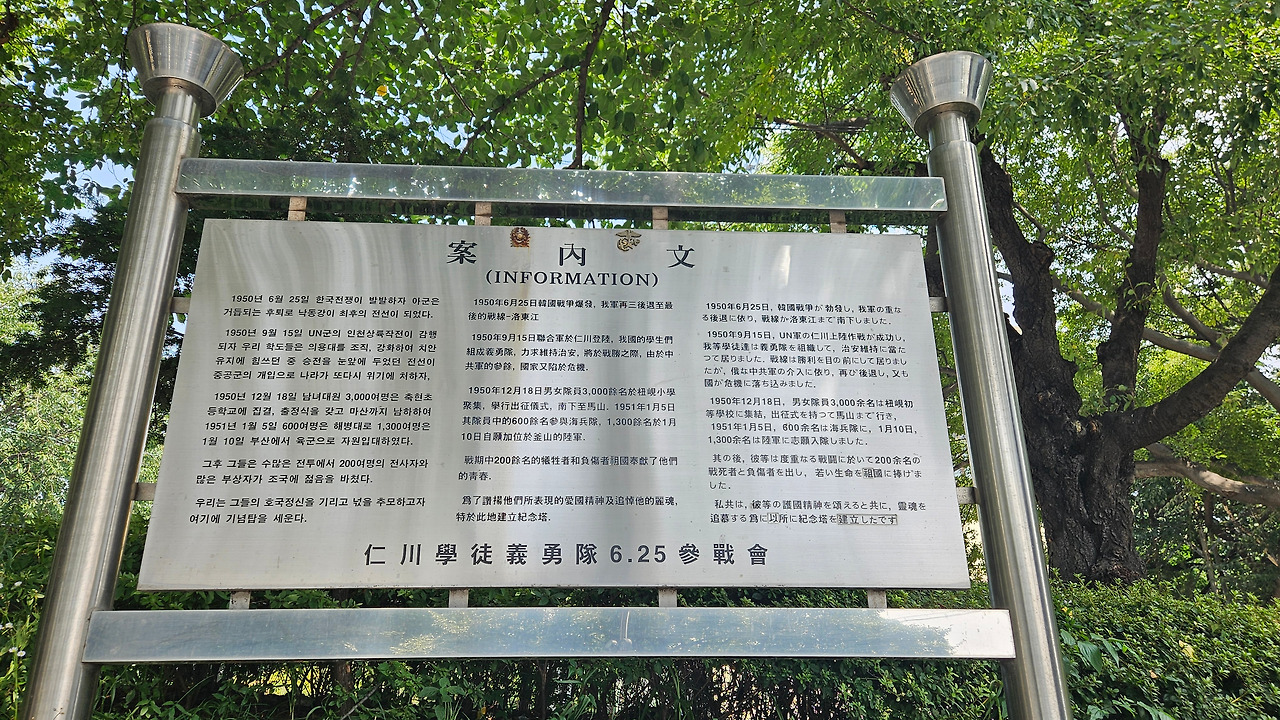 案 內 文
(INFORMATION)
1950년 6월 25일 한국전쟁이 발발하자 아군은
거듭되는 후퇴로 낙동강이 최후의 전선이 되었다.
1950년 9월 15일 UN군의 인천상륙작전이 감행
되자 우리 학도들은 의용대를 조직, 강화하여 치안
유지에 힘쓰던 중 승전을 눈앞에 두었던 전선이
중공군의 개입으로 나라가 또다시 위기에 처하자,
1950년 12월 18일 남녀대원 3,000여명은 축현초
등학교에 집결, 출정식을 갖고 마산까지 남하하여
1951년 1월 5일 600여명은 해병대로 1,300여명은
1월 10일 부산에서 육군으로 자원입대하였다.
그후 그들은 수많은 전투에서 200여명의 전사자와
많은 부상자가 조국에 젊음을 바쳤다.
우리는 그들의 호국정신을 기리고 넋을 추모하고자
여기에 기념탑을 세운다.
1950年6月25日韓國戰爭爆發, 我軍再三後退至最
後的戰線-洛東江
1950年9月15日聯合軍於仁川登陸, 我國的學生們
組成義勇隊, 力求維持治安, 將於戰勝之際, 由於中
共軍的參餘, 國家又陷於危機.
1950年12月18日男女隊員3,000餘名於杻峴小學
聚集, 擧行出征儀式, 南下至馬山. 1951年1月5日
其隊員中的600餘名參與海兵隊, 1,300餘名於1月
10日自願加位於釜山的陸軍.
戰期中200餘名的犧牲者和負傷者祖國奉獻了他們
的靑春.
爲了讚揚他們所表現的愛國精神及追悼他的麗魂,
特於此地建立紀念塔.
1950年6月25日, 韓國戦争が勃發し, 我軍の重な
る後退に依り, 戦線か洛東江まで南下しました.
1950年9月15日, UN軍の仁川上陸作戦が成功し,
我等学徒達は義勇隊を組織して, 治安維持に當た
つて居りました. 戦線は勝利を目の前にして居りまし
たが, 俄な中共軍の介入に依り, 再び後退し, 又も
國が危機に落ち込みました.
1950年12月18日, 男女隊員3,000余名は杻峴初
等學校に集結, 出征式を持つて馬山まで行き,
1951年1月5日, 600余名は海兵隊に, 1月10日,
1,300余名は陸軍に志願入隊しました.
其の後, 彼等は度重なる戦闘に於いて200余名の
戦死者と負傷者を出し, 若い生命を祖國に捧げま
した.
私共は, 彼等の護國精神を頌えると共に, 靈魂を
追慕する爲に以所に紀念塔を建立したです
仁川學徒義勇隊 6.25 參戰會